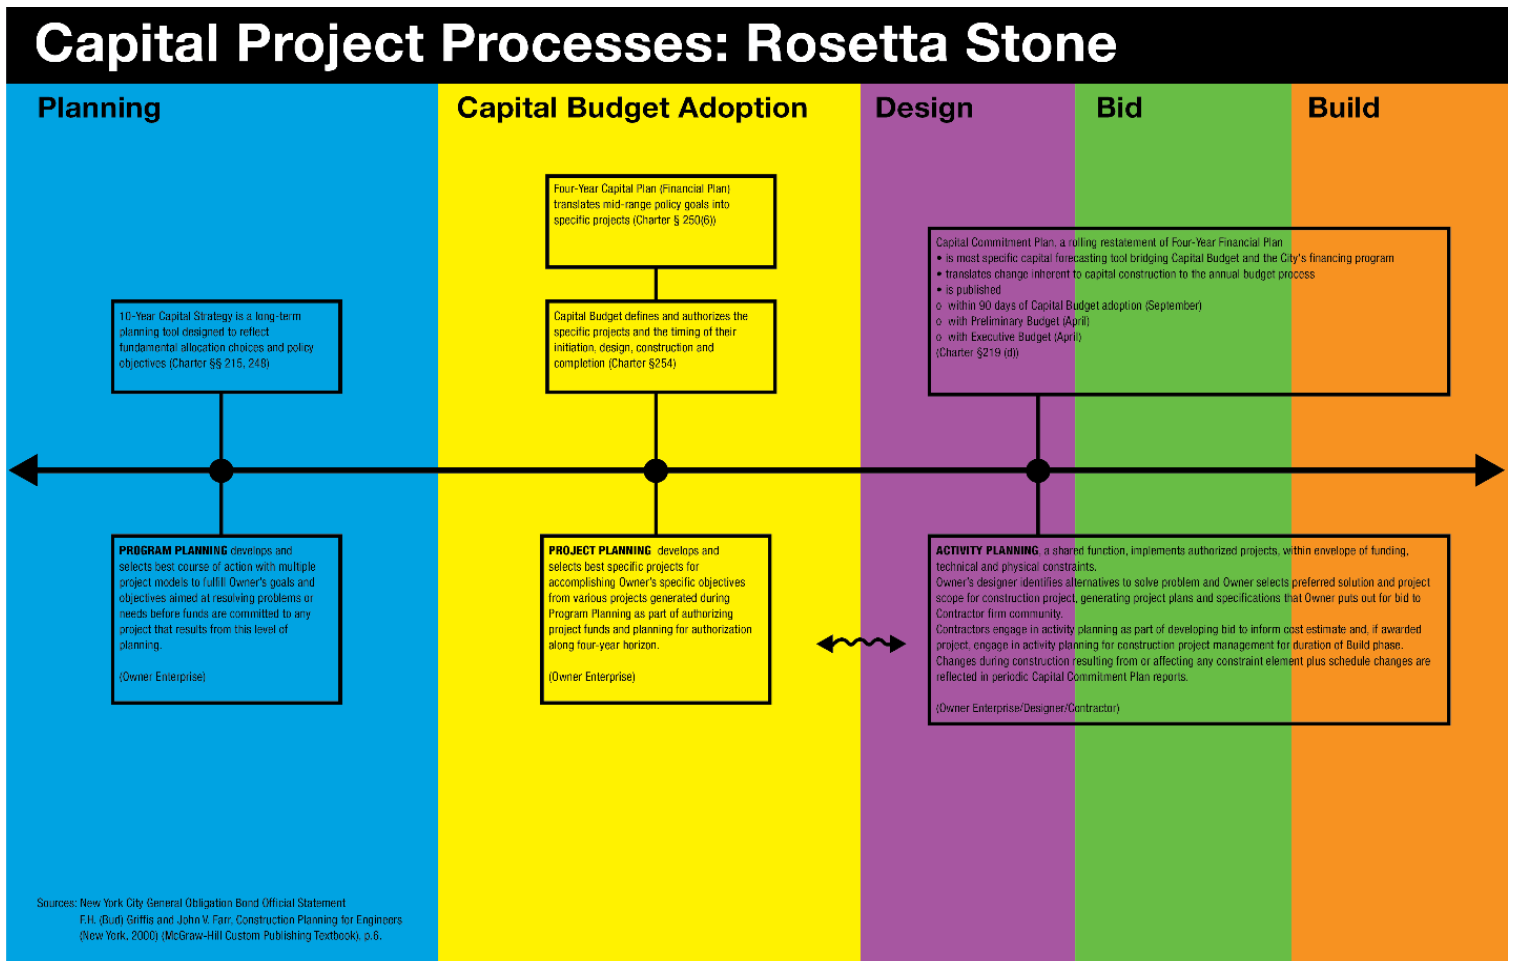 Capital Project Processes: Rosetta Stone
Planning
Capital Budget Adoption
Design
Bid
Build
Four-Year Capital Plan (Financial Plan)
translates mid-range policy goals into
specific projects (Charter § 250(6))
10-Year Capital Strategy is a long-term
planning tool designed to reflect
fundamental allocation choices and policy
objectives (Charter §§ 215, 248)
Capital Budget defines and authorizes the
specific projects and the timing of their
initiation, design, construction and
completion (Charter §254)
Capital Commitment Plan, a rolling restatement of Four-Year Financial Plan
• is most specific capital forecasting tool bridging Capital Budget and the City's financing program
• translates change inherent to capital construction to the annual budget process
• is published
o within 90 days of Capital Budget adoption (September)
o with Preliminary Budget (April)
o with Executive Budget (April)
(Charter §219 (d))
PROGRAM PLANNING develops and
selects best course of action with multiple
project models to fulfill Owner's goals and
objectives aimed at resolving problems or
needs before funds are committed to any
project that results from this level of
planning.
(Owner Enterprise)
PROJECT PLANNING develops and
selects best specific projects for
accomplishing Owner's specific objectives
from various projects generated during
Program Planning as part of authorizing
project funds and planning for authorization
along four-year horizon.
(Owner Enterprise)
ACTIVITY PLANNING, a shared function, implements authorized projects, within envelope of funding,
technical and physical constraints.
Owner's designer identifies alternatives to solve problem and Owner selects preferred solution and project
scope for construction project, generating project plans and specifications that Owner puts out for bid to
Contractor firm community.
Contractors engage in activity planning as part of developing bid to inform cost estimate and, if awarded
project, engage in activity planning for construction project management for duration of Build phase.
Changes during construction resulting from or affecting any constraint element plus schedule changes are
reflected in periodic Capital Commitment Plan reports.
(Owner Enterprise/Designer/Contractor)
Sources: New York City General Obligation Bond Official Statement
F.H. (Bud) Griffis and John V. Farr, Construction Planning for Engineers
(New York, 2000) (McGraw-Hill Custom Publishing Textbook), p.6.